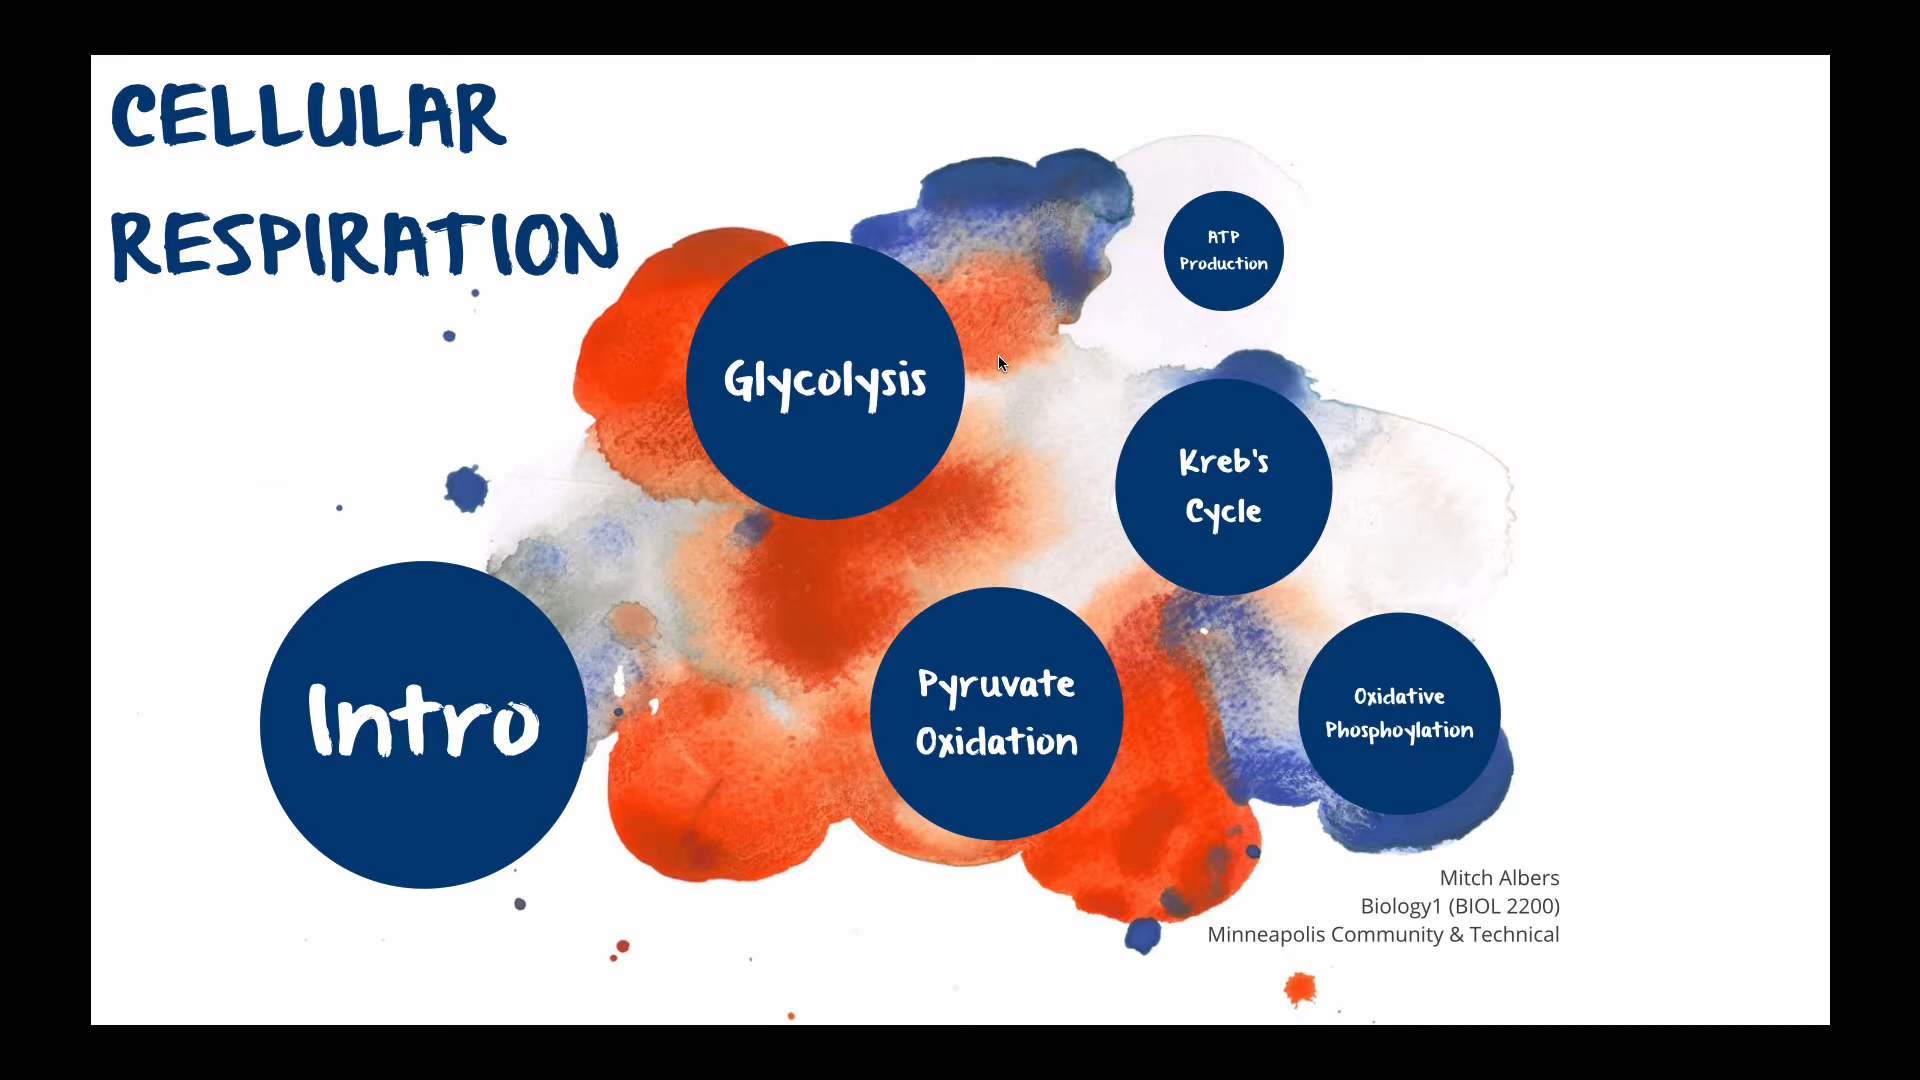 CELLULAR
RESPIRATION
Intro
Glycolysis
Pyruvate
Oxidation
Kreb's
Cycle
Oxidative
Phosphoylation
ATP
Production
Mitch Albers
Biology1 (BIOL 2200)
Minneapolis Community & Technical